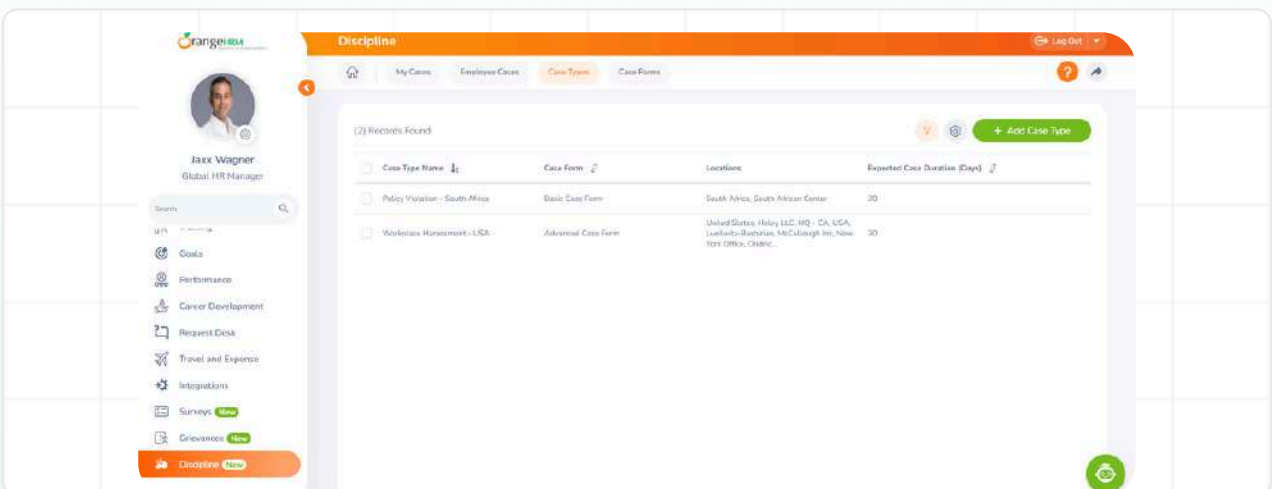 OrangeHRM
Discipline
Log Out
My Cases
Employee Cases
Case Types
Case Forms
?
Jaxx Wagner
Global HR Manager
Search
Goals
Performance
Career Development
Request Desk
Travel and Expense
Integrations
Surveys New
Grievances New
Discipline New
(2) Records Found
+ Add Case Type
Case Type Name
Case Form
Locations
Expected Case Duration (Days)
Policy Violation - South Africa
Basic Case Form
South Africa, South African Center
30
Workplace Harassment - USA
Advanced Case Form
United States, LLC, HQ - CA, USA,
McCullough Inc, New
York Office,
30